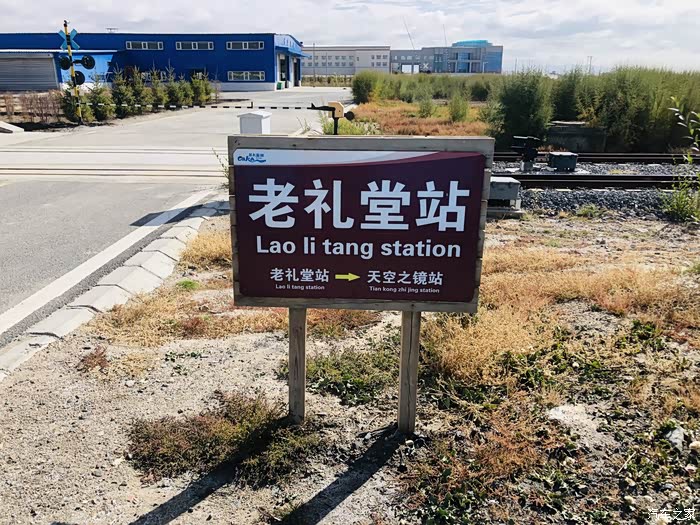 老礼堂站
Lao li tang station
老礼堂站 → 天空之镜站
Lao li tang station Tian kong zhi jing station
汽车之家